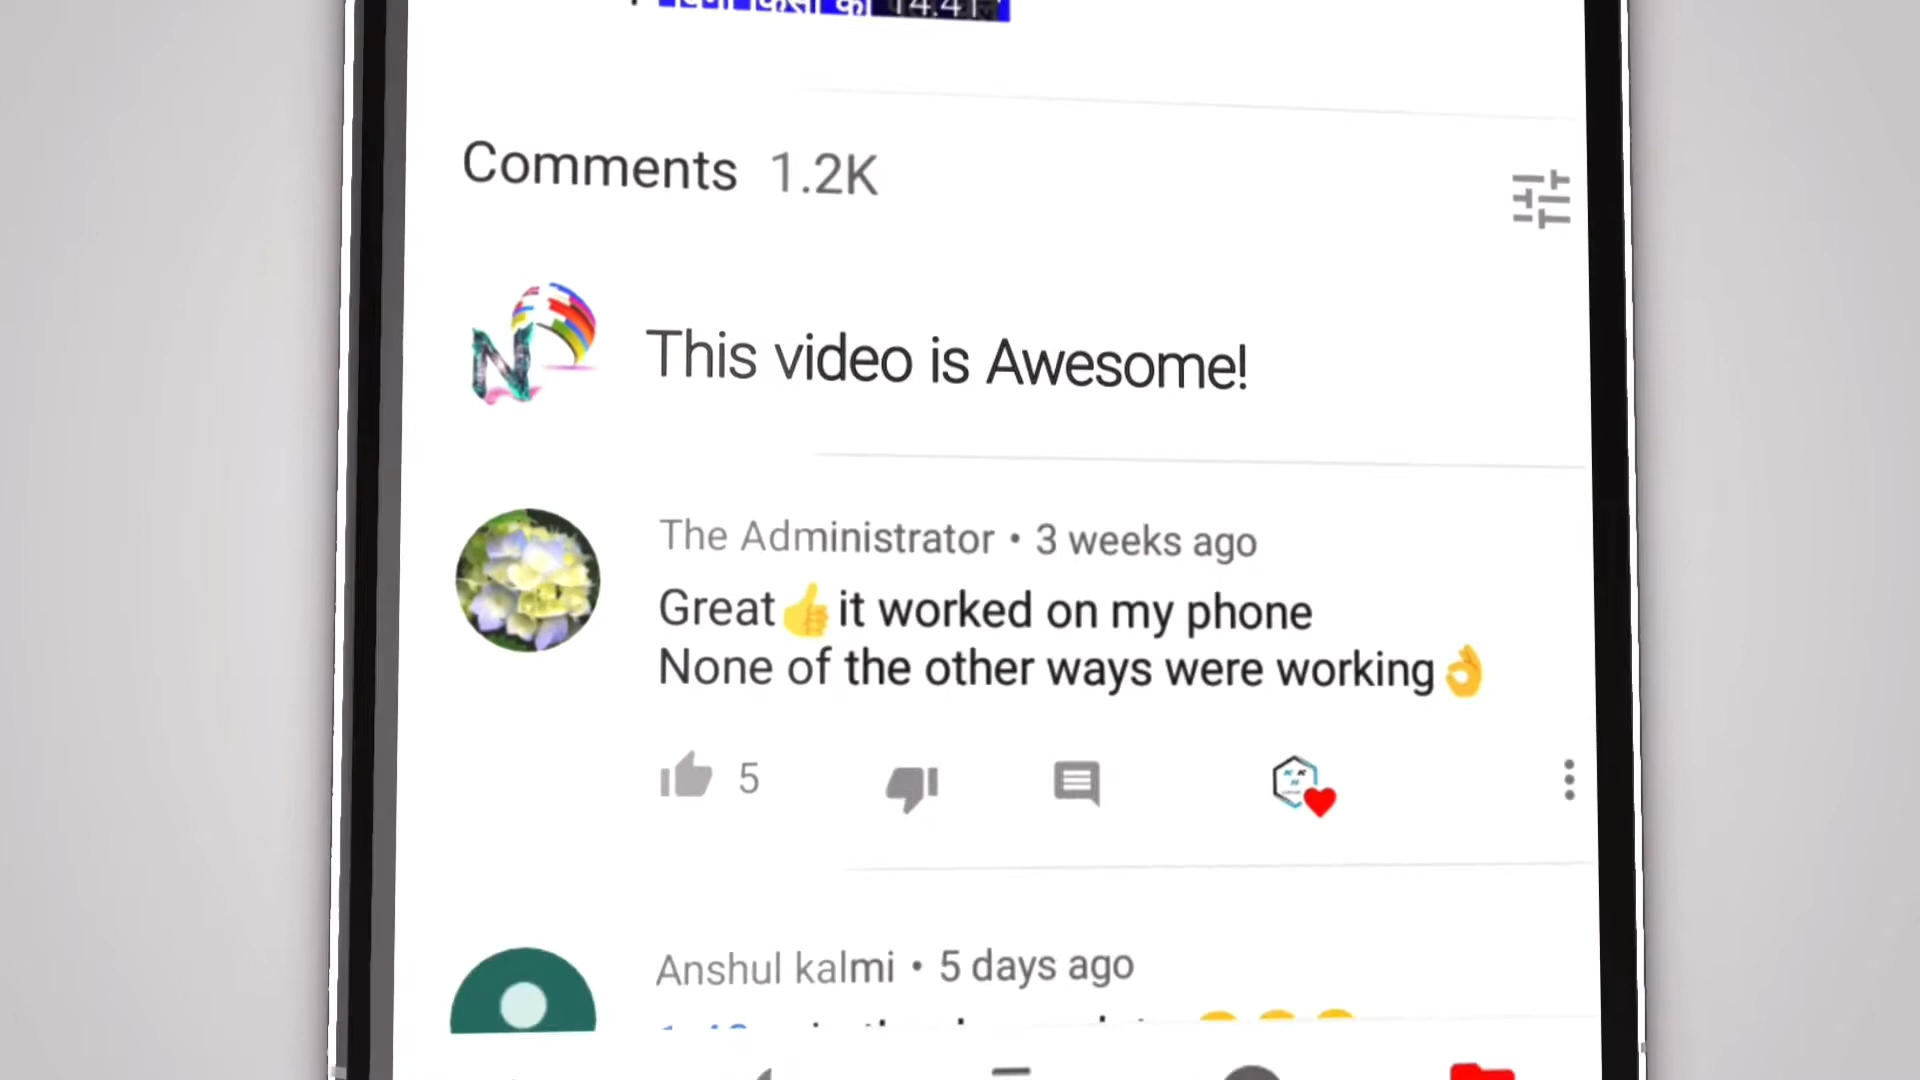 Comments 1.2K
This video is Awesome!
The Administrator • 3 weeks ago
Great👍it worked on my phone
None of the other ways were working👌
5
Anshul kalmi • 5 days ago